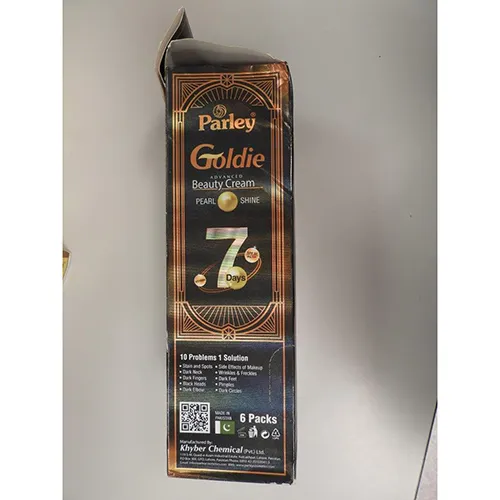 Parley
Goldie
ADVANCED
Beauty Cream
PEARL SHINE
7
Days
10 Problems 1 Solution
• Stain and Spots • Side Effects of Makeup
• Dark Neck • Wrinkles & Freckles
• Dark Fingers • Dark Feet
• Black Heads • Pimples
• Dark Elbow • Dark Circles
MADE IN
PAKISTAN
6 Packs
Manufactured By:
Khyber Chemical (Pvt.) Ltd.